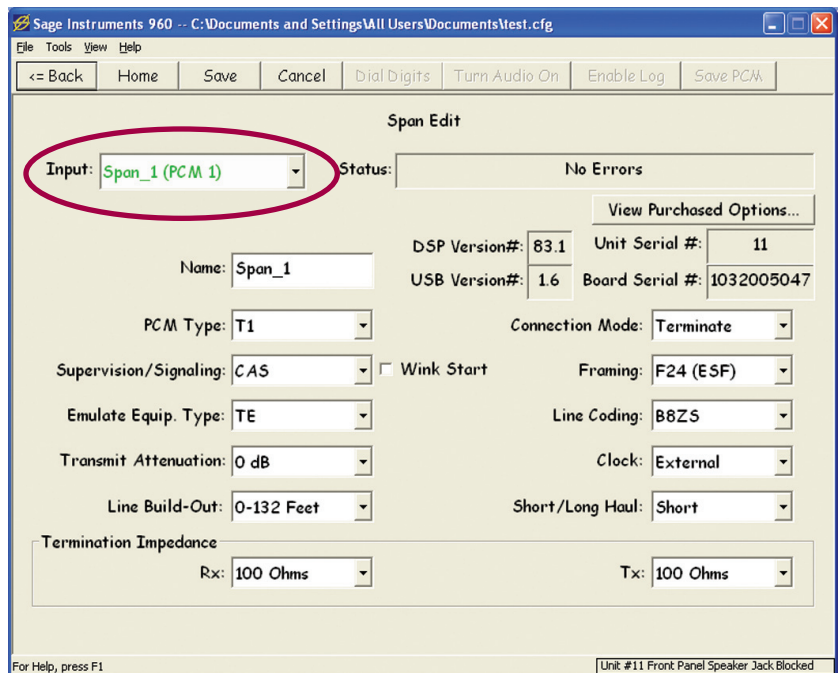 Sage Instruments 960 -- C:\Documents and Settings\All Users\Documents\test.cfg
File Tools View Help
<= Back Home Save Cancel Dial Digits Turn Audio On Enable Log Save PCM
Span Edit
Input: Span_1 (PCM 1) Status: No Errors
View Purchased Options...
DSP Version#: 83.1 Unit Serial #: 11
Name: Span_1
USB Version#: 1.6 Board Serial #: 1032005047
PCM Type: T1 Connection Mode: Terminate
Supervision/Signaling: CAS Wink Start Framing: F24 (ESF)
Emulate Equip. Type: TE Line Coding: B8ZS
Transmit Attenuation: 0 dB Clock: External
Line Build-Out: 0-132 Feet Short/Long Haul: Short
Termination Impedance
Rx: 100 Ohms Tx: 100 Ohms
For Help, press F1 Unit #11 Front Panel Speaker Jack Blocked